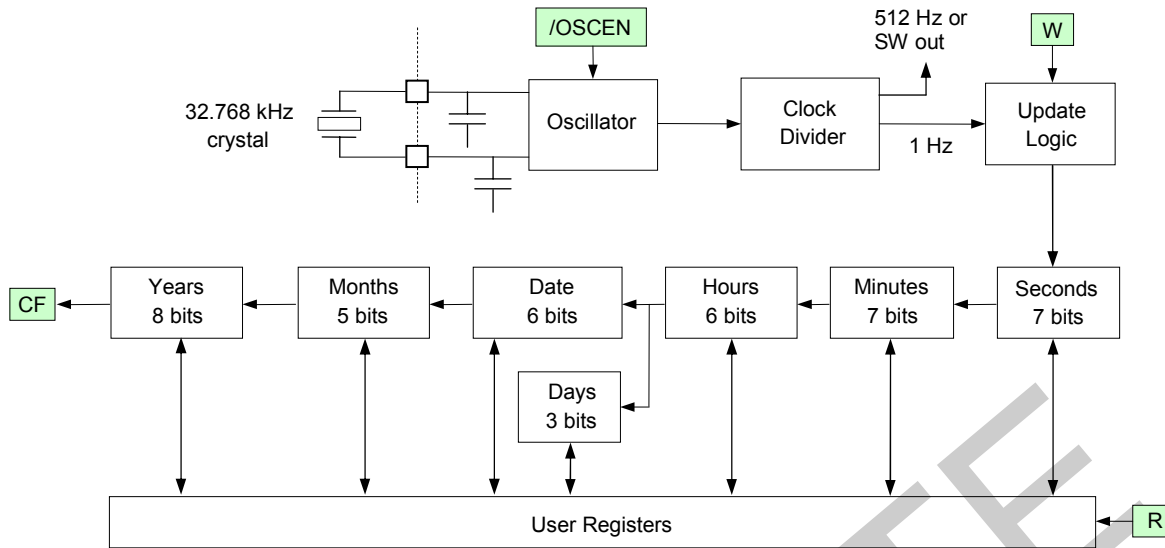 /OSCEN
512 Hz or
SW out
W
32.768 kHz
crystal
Oscillator
Clock
Divider
1 Hz
Update
Logic
CF
Years
8 bits
Months
5 bits
Date
6 bits
Hours
6 bits
Minutes
7 bits
Seconds
7 bits
Days
3 bits
User Registers
R